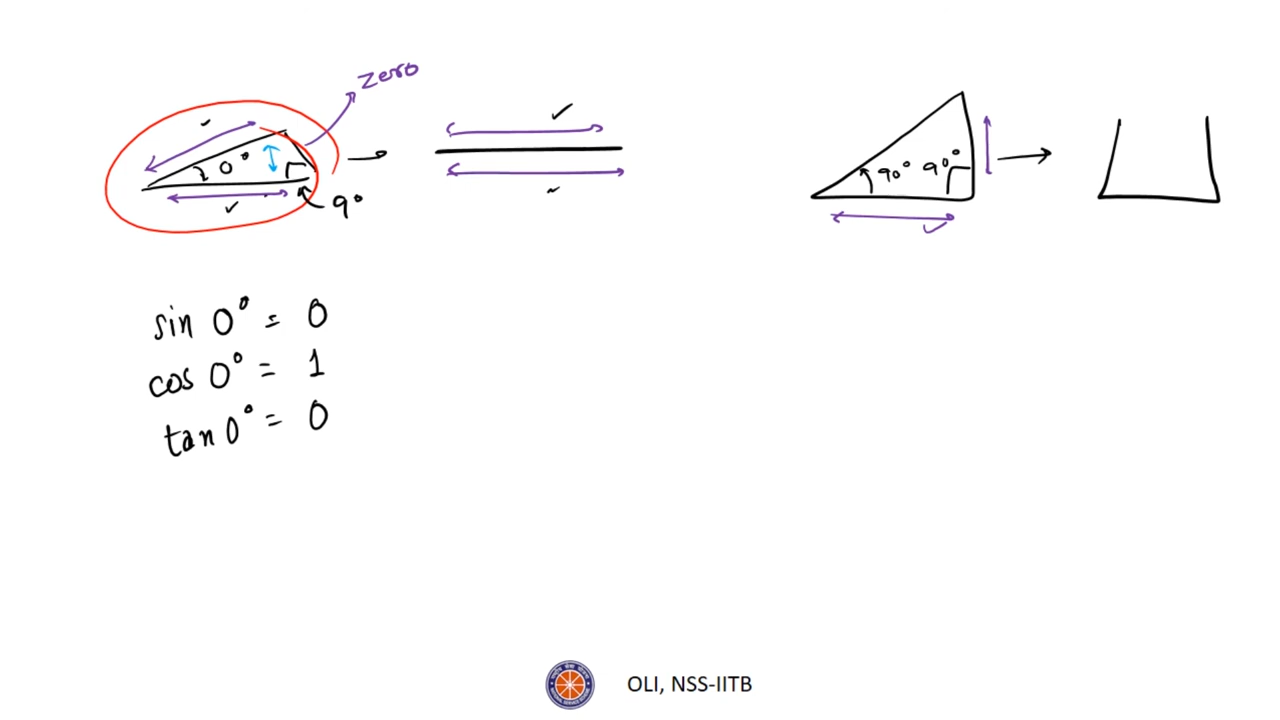 zero
0°
90
90° 90°
sin 0° = 0
cos 0° = 1
tan 0° = 0
OLI, NSS-IITB